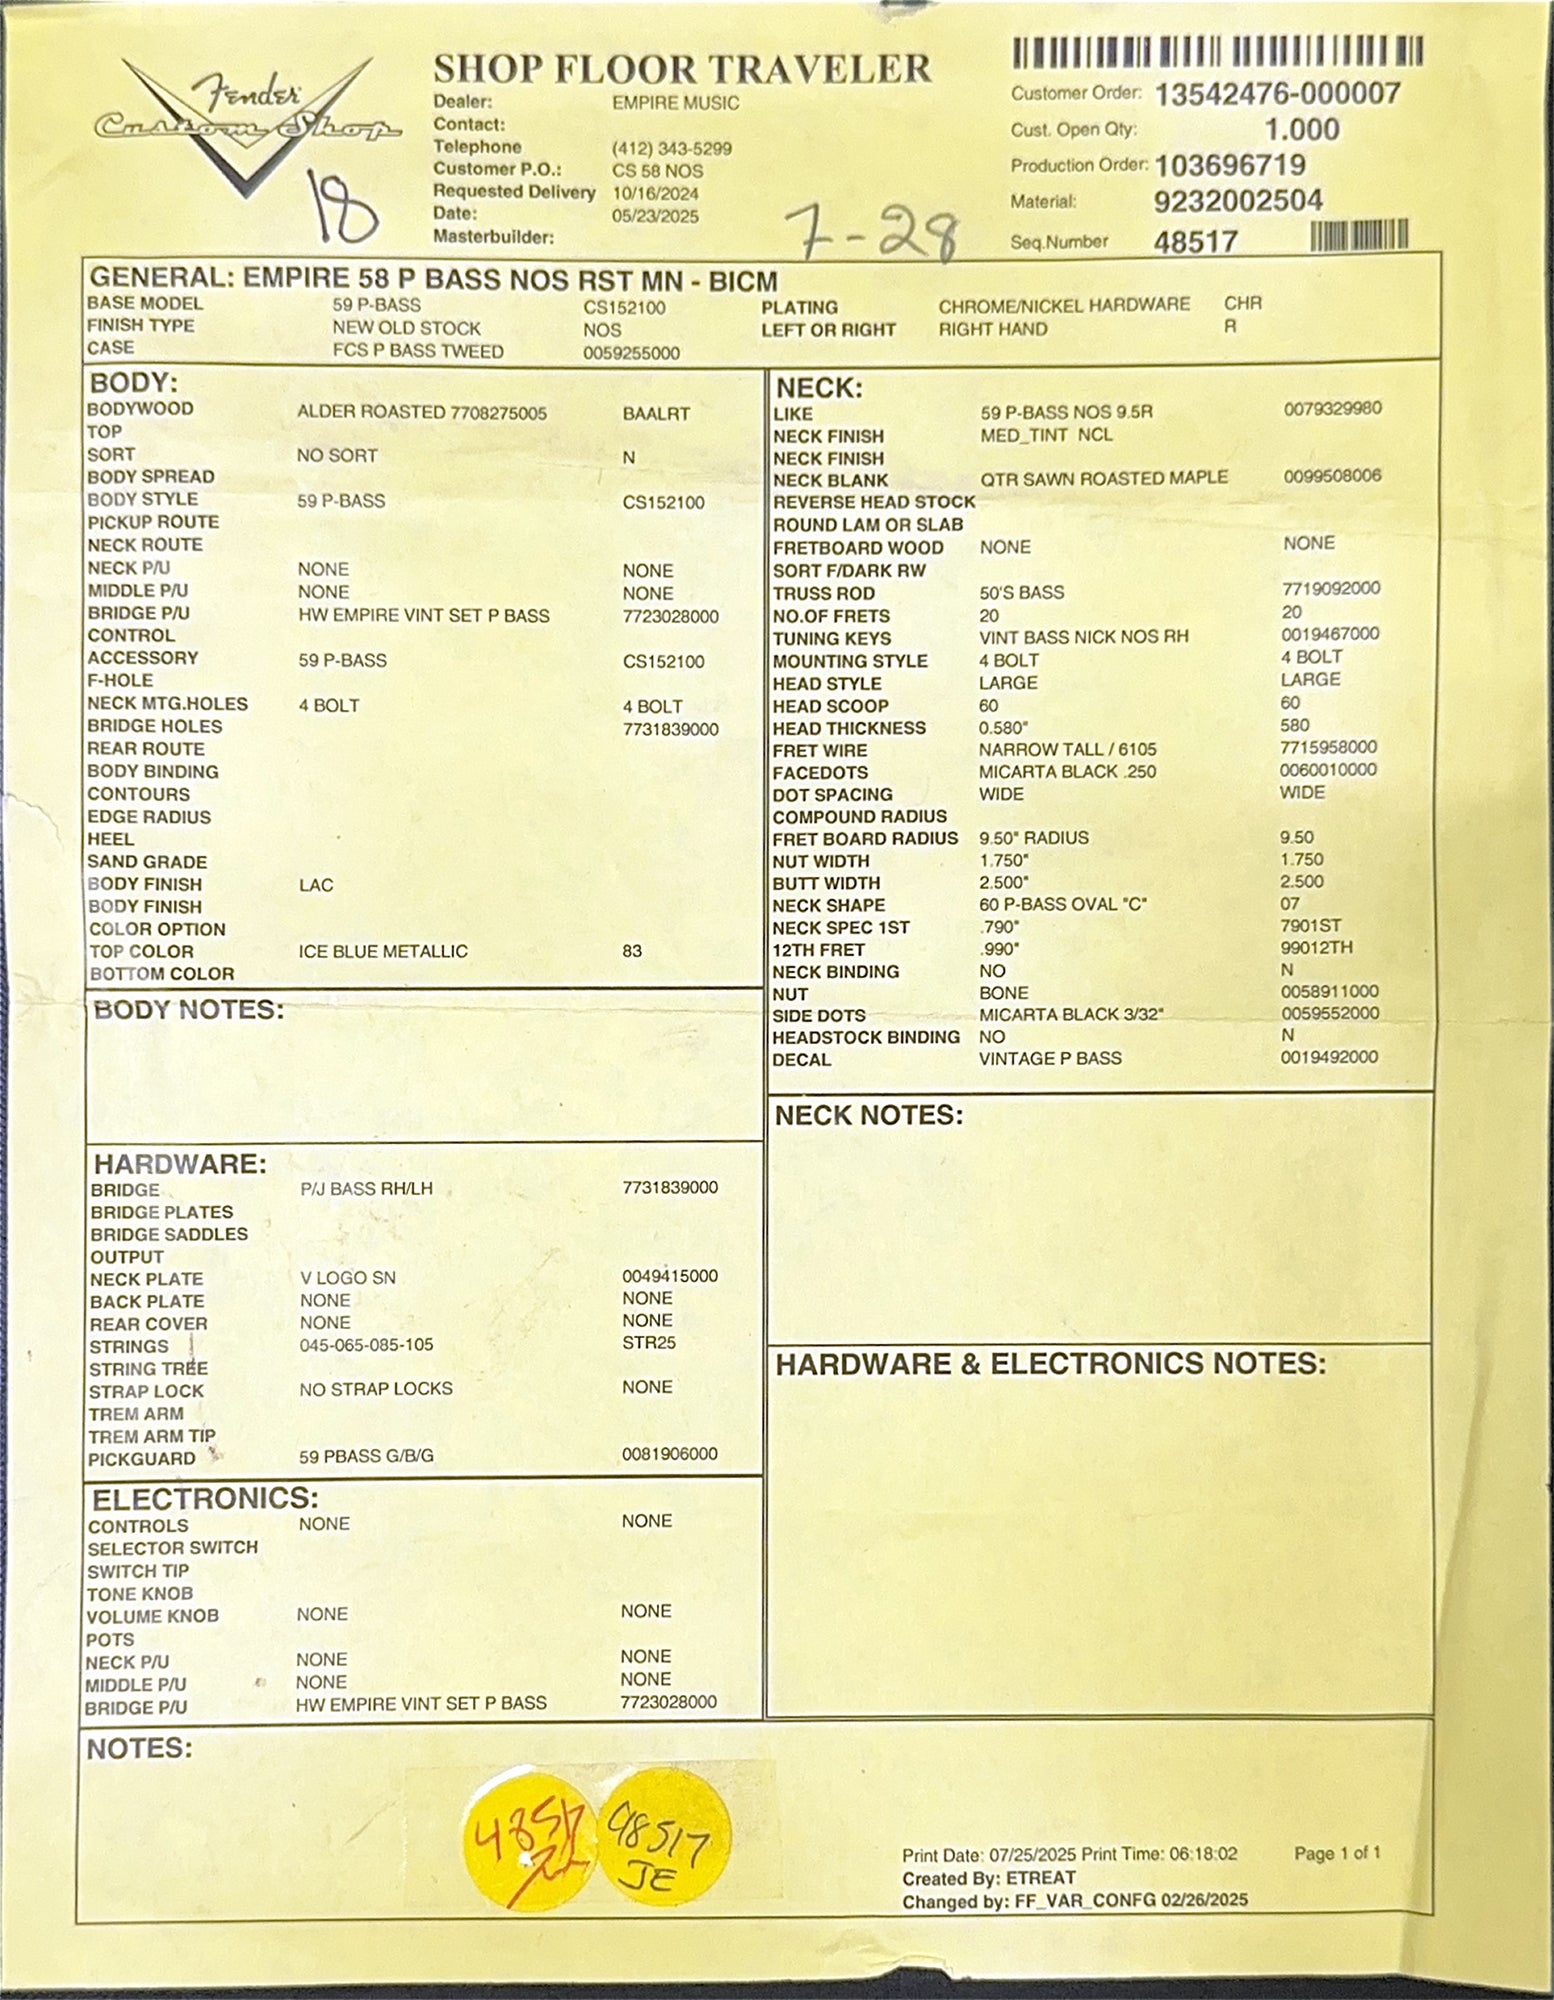 Fender
Custom Shop
18
SHOP FLOOR TRAVELER
Dealer: EMPIRE MUSIC
Contact:
Telephone (412) 343-5299
Customer P.O.: CS 58 NOS
Requested Delivery 10/16/2024
Date: 05/23/2025
Masterbuilder:
7-28
Customer Order: 13542476-000007
Cust. Open Qty: 1.000
Production Order: 103696719
Material: 9232002504
Seq.Number 48517
GENERAL: EMPIRE 58 P BASS NOS RST MN - BICM
BASE MODEL 59 P-BASS CS152100 PLATING CHROME/NICKEL HARDWARE CHR
FINISH TYPE NEW OLD STOCK NOS LEFT OR RIGHT RIGHT HAND R
CASE FCS P BASS TWEED 0059255000
BODY:
BODYWOOD ALDER ROASTED 7708275005 BAALRT
TOP
SORT NO SORT N
BODY SPREAD
BODY STYLE 59 P-BASS CS152100
PICKUP ROUTE
NECK ROUTE
NECK P/U NONE NONE
MIDDLE P/U NONE NONE
BRIDGE P/U HW EMPIRE VINT SET P BASS 7723028000
CONTROL
ACCESSORY 59 P-BASS CS152100
F-HOLE
NECK MTG.HOLES 4 BOLT 4 BOLT
BRIDGE HOLES 7731839000
REAR ROUTE
BODY BINDING
CONTOURS
EDGE RADIUS
HEEL
SAND GRADE
BODY FINISH LAC
BODY FINISH
COLOR OPTION
TOP COLOR ICE BLUE METALLIC 83
BOTTOM COLOR
BODY NOTES:
HARDWARE:
BRIDGE P/J BASS RH/LH 7731839000
BRIDGE PLATES
BRIDGE SADDLES
OUTPUT
NECK PLATE V LOGO SN 0049415000
BACK PLATE NONE NONE
REAR COVER NONE NONE
STRINGS 045-065-085-105 STR25
STRING TREE
STRAP LOCK NO STRAP LOCKS NONE
TREM ARM
TREM ARM TIP
PICKGUARD 59 PBASS G/B/G 0081906000
ELECTRONICS:
CONTROLS NONE NONE
SELECTOR SWITCH
SWITCH TIP
TONE KNOB
VOLUME KNOB NONE NONE
POTS
NECK P/U NONE NONE
MIDDLE P/U NONE NONE
BRIDGE P/U HW EMPIRE VINT SET P BASS 7723028000
NECK:
LIKE 59 P-BASS NOS 9.5R 0079329980
NECK FINISH MED_TINT NCL
NECK FINISH
NECK BLANK QTR SAWN ROASTED MAPLE 0099508006
REVERSE HEAD STOCK
ROUND LAM OR SLAB
FRETBOARD WOOD NONE NONE
SORT F/DARK RW
TRUSS ROD 50'S BASS 7719092000
NO.OF FRETS 20 20
TUNING KEYS VINT BASS NICK NOS RH 0019467000
MOUNTING STYLE 4 BOLT 4 BOLT
HEAD STYLE LARGE LARGE
HEAD SCOOP 60 60
HEAD THICKNESS 0.580" 580
FRET WIRE NARROW TALL / 6105 7715958000
FACEDOTS MICARTA BLACK .250 0060010000
DOT SPACING WIDE WIDE
COMPOUND RADIUS
FRET BOARD RADIUS 9.50" RADIUS 9.50
NUT WIDTH 1.750" 1.750
BUTT WIDTH 2.500" 2.500
NECK SHAPE 60 P-BASS OVAL "C" 07
NECK SPEC 1ST .790" 7901ST
12TH FRET .990" 99012TH
NECK BINDING NO N
NUT BONE 0058911000
SIDE DOTS MICARTA BLACK 3/32" 0059552000
HEADSTOCK BINDING NO N
DECAL VINTAGE P BASS 0019492000
NECK NOTES:
HARDWARE & ELECTRONICS NOTES:
NOTES:
48517
48517
JE
Print Date: 07/25/2025 Print Time: 06:18:02 Page 1 of 1
Created By: ETREAT
Changed by: FF_VAR_CONFG 02/26/2025